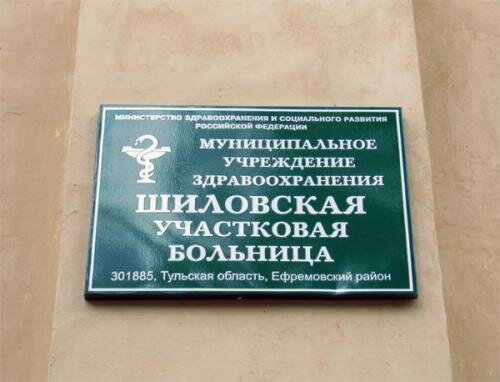 МИНИСТЕРСТВО ЗДРАВООХРАНЕНИЯ И СОЦИАЛЬНОГО РАЗВИТИЯ
РОССИЙСКОЙ ФЕДЕРАЦИИ
МУНИЦИПАЛЬНОЕ
УЧРЕЖДЕНИЕ
ЗДРАВООХРАНЕНИЯ
ШИЛОВСКАЯ
УЧАСТКОВАЯ
БОЛЬНИЦА
301885, Тульская область, Ефремовский район